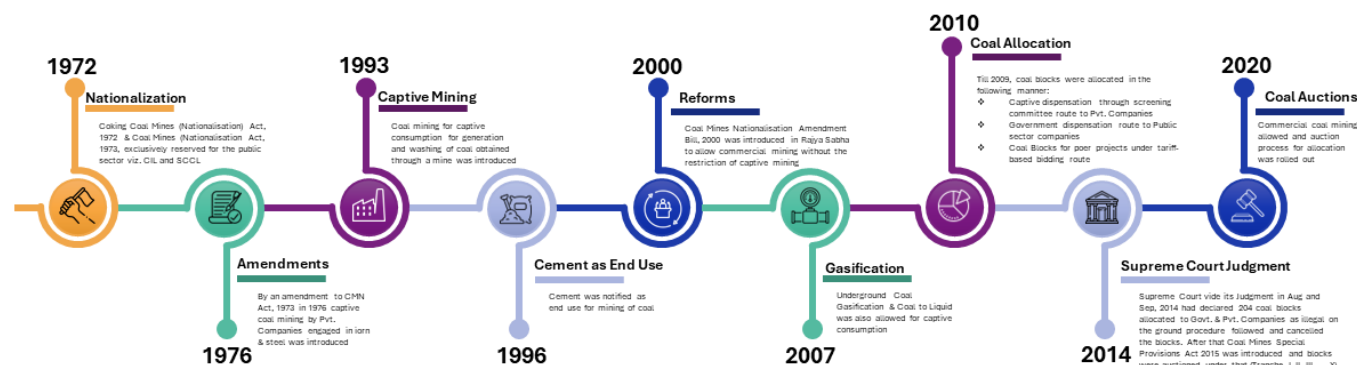 1972
Nationalization
Coking Coal Mines (Nationalisation) Act,
1972 & Coal Mines (Nationalisation Act,
1973, exclusively reserved for the public
sector viz. CIL and SCCL
Amendments
By an amendment to CMN
Act, 1973 in 1976 captive
coal mining by Pvt.
Companies engaged in iorn
& steel was introduced
1976
1993
Captive Mining
Coal mining for captive
consumption for generation
and washing of coal obtained
through a mine was introduced
Cement as End Use
Cement was notified as
end use for mining of coal
1996
2000
Reforms
Coal Mines Nationalisation Amendment
Bill, 2000 was introduced in Rajya Sabha
to allow commercial mining without the
restriction of captive mining
Gasification
Underground Coal
Gasification & Coal to Liquid
was also allowed for captive
consumption
2007
2010
Coal Allocation
Till 2009, coal blocks were allocated in the
following manner:
❖ Captive dispensation through screening
committee route to Pvt. Companies
❖ Government dispensation route to Public
sector companies
❖ Coal Blocks for poer projects under tariff-
based bidding route
Supreme Court Judgment
Supreme Court vide its Judgment in Aug and
Sep, 2014 had declared 204 coal blocks
allocated to Govt. & Pvt. Companies as illegal on
the ground procedure followed and cancelled
the blocks. After that Coal Mines Special
Provisions Act 2015 was introduced and blocks
2014
2020
Coal Auctions
Commercial coal mining
allowed and auction
process for allocation
was rolled out